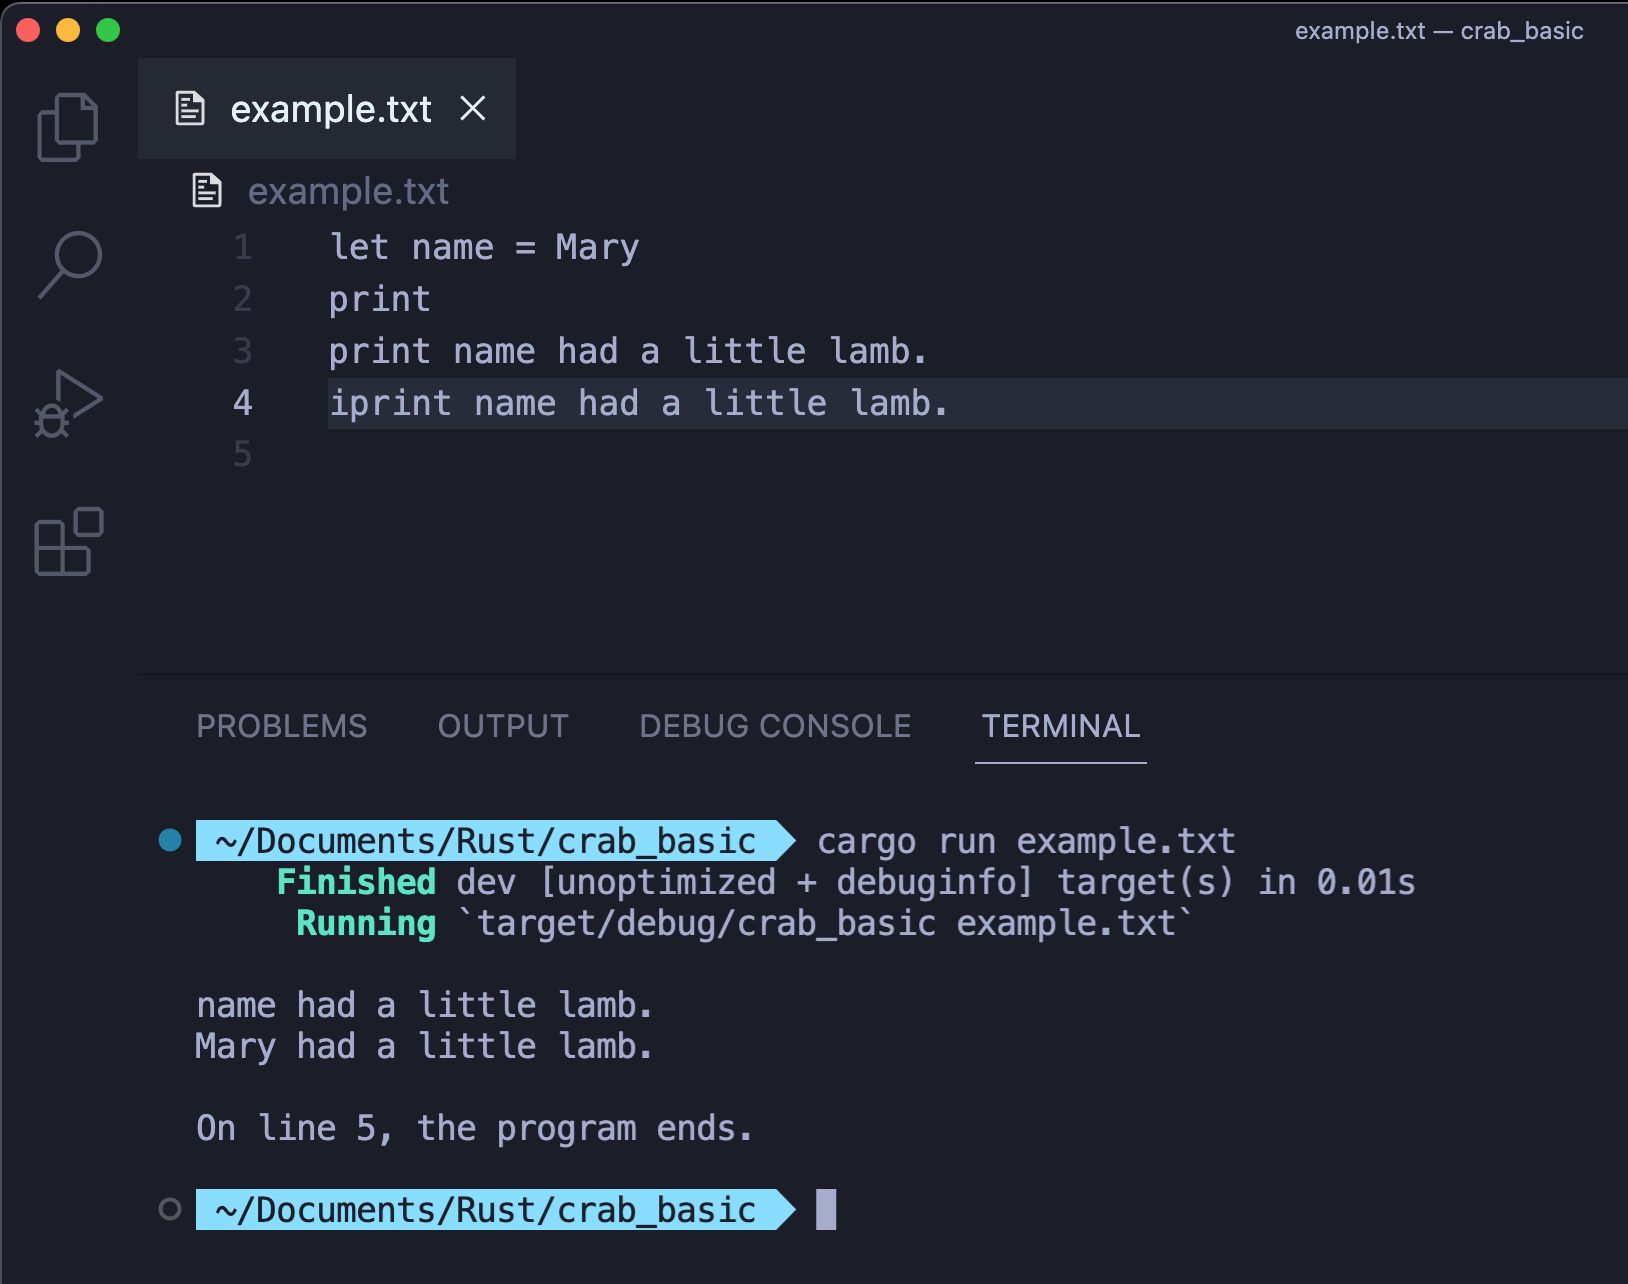 example.txt — crab_basic
example.txt
example.txt
1 let name = Mary
2 print
3 print name had a little lamb.
4 iprint name had a little lamb.
5
PROBLEMS OUTPUT DEBUG CONSOLE TERMINAL
~/Documents/Rust/crab_basic cargo run example.txt
Finished dev [unoptimized + debuginfo] target(s) in 0.01s
Running `target/debug/crab_basic example.txt`
name had a little lamb.
Mary had a little lamb.
On line 5, the program ends.
~/Documents/Rust/crab_basic